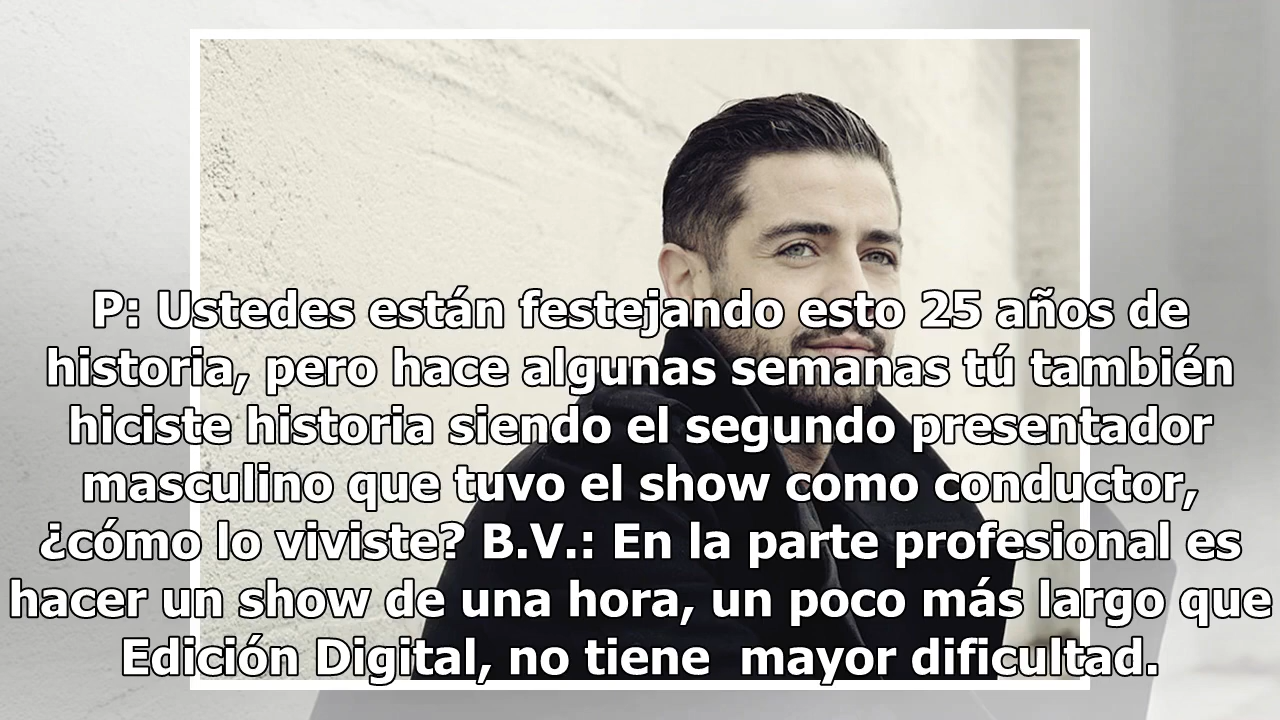 P: Ustedes están festejando esto 25 años de
historia, pero hace algunas semanas tú también
hiciste historia siendo el segundo presentador
masculino que tuvo el show como conductor,
¿cómo lo viviste? B.V.: En la parte profesional es
hacer un show de una hora, un poco más largo que
Edición Digital, no tiene  mayor dificultad.